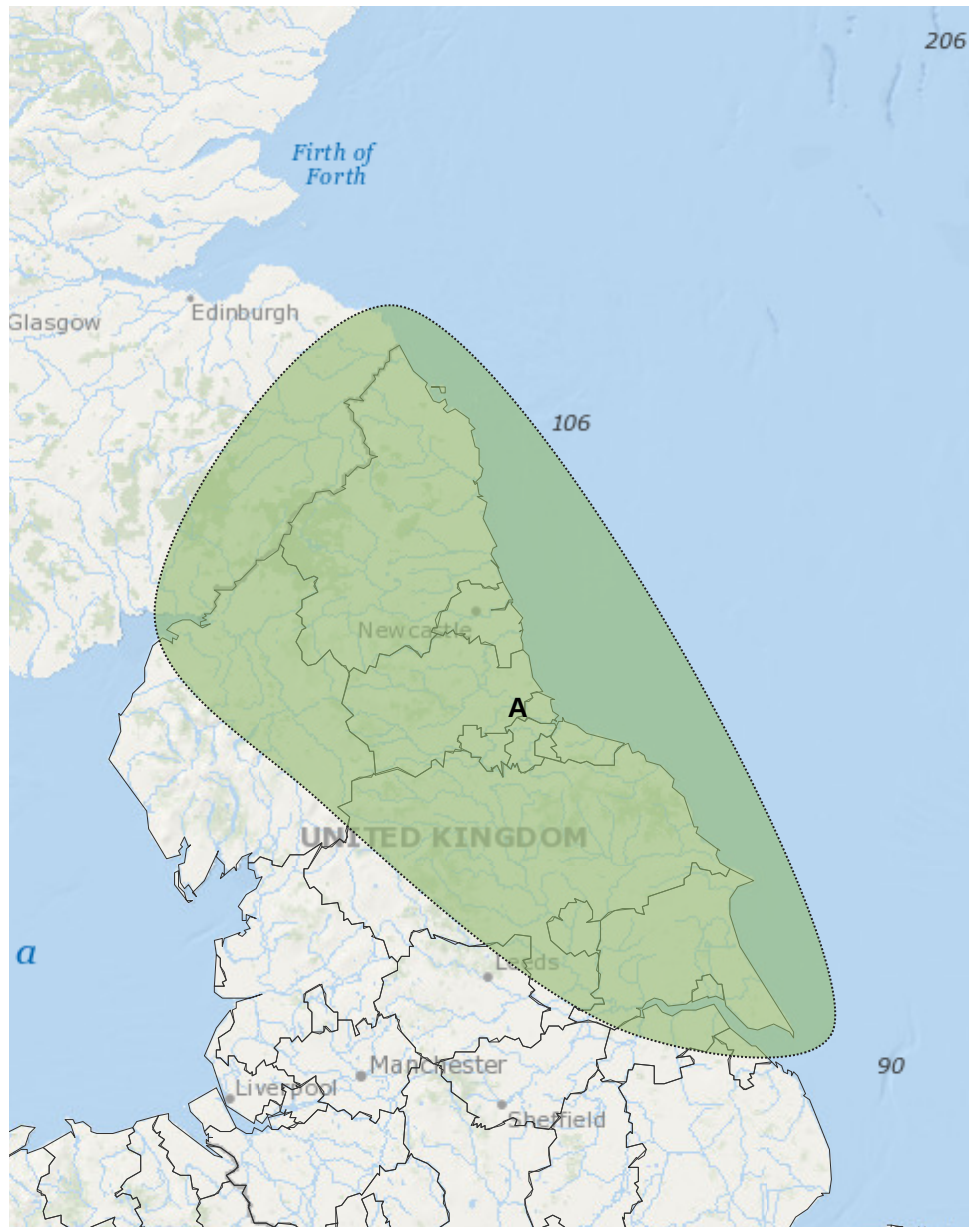 206
Firth of
Forth
Edinburgh
Glasgow
106
Newcastle
A
UNITED KINGDOM
a
Leeds
90
Manchester
Liverpool
Sheffield